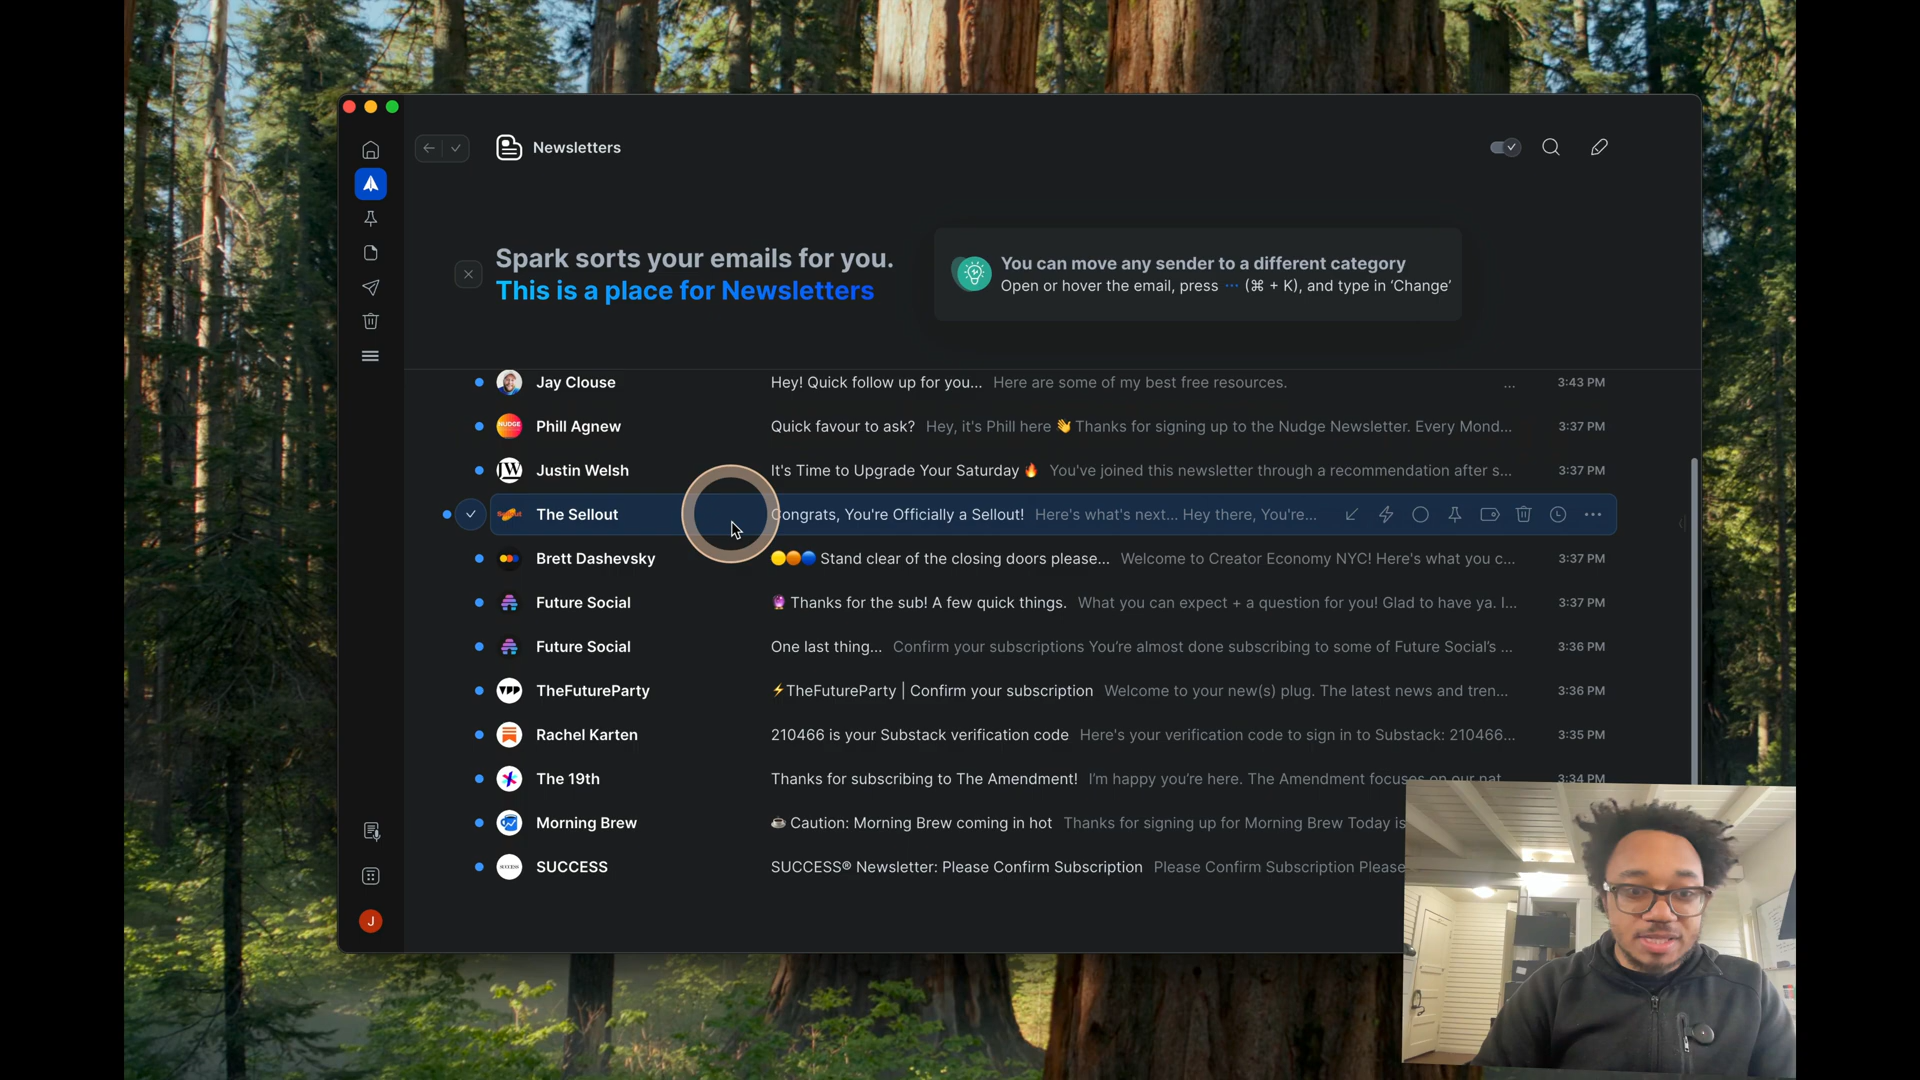 Newsletters
Spark sorts your emails for you.
This is a place for Newsletters
You can move any sender to a different category
Open or hover the email, press ··· (⌘ + K), and type in ‘Change’
Jay Clouse Hey! Quick follow up for you... Here are some of my best free resources. ... 3:43 PM
NUDGE Phill Agnew Quick favour to ask? Hey, it's Phill here 👋 Thanks for signing up to the Nudge Newsletter. Every Mond... 3:37 PM
W Justin Welsh It's Time to Upgrade Your Saturday 🔥 You've joined this newsletter through a recommendation after s... 3:37 PM
The Sellout Congrats, You're Officially a Sellout! Here's what's next... Hey there, You're...
Brett Dashevsky 🟡🟠🔵 Stand clear of the closing doors please... Welcome to Creator Economy NYC! Here's what you c... 3:37 PM
Future Social 🔮 Thanks for the sub! A few quick things. What you can expect + a question for you! Glad to have ya. I... 3:37 PM
Future Social One last thing... Confirm your subscriptions You’re almost done subscribing to some of Future Social’s ... 3:36 PM
TheFutureParty ⚡TheFutureParty | Confirm your subscription Welcome to your new(s) plug. The latest news and tren... 3:36 PM
Rachel Karten 210466 is your Substack verification code Here's your verification code to sign in to Substack: 210466... 3:35 PM
The 19th Thanks for subscribing to The Amendment! I’m happy you’re here. The Amendment focuses on our nat... 3:34 PM
Morning Brew ☕ Caution: Morning Brew coming in hot Thanks for signing up for Morning Brew Today is
SUCCESS SUCCESS SUCCESS® Newsletter: Please Confirm Subscription Please Confirm Subscription Please
J